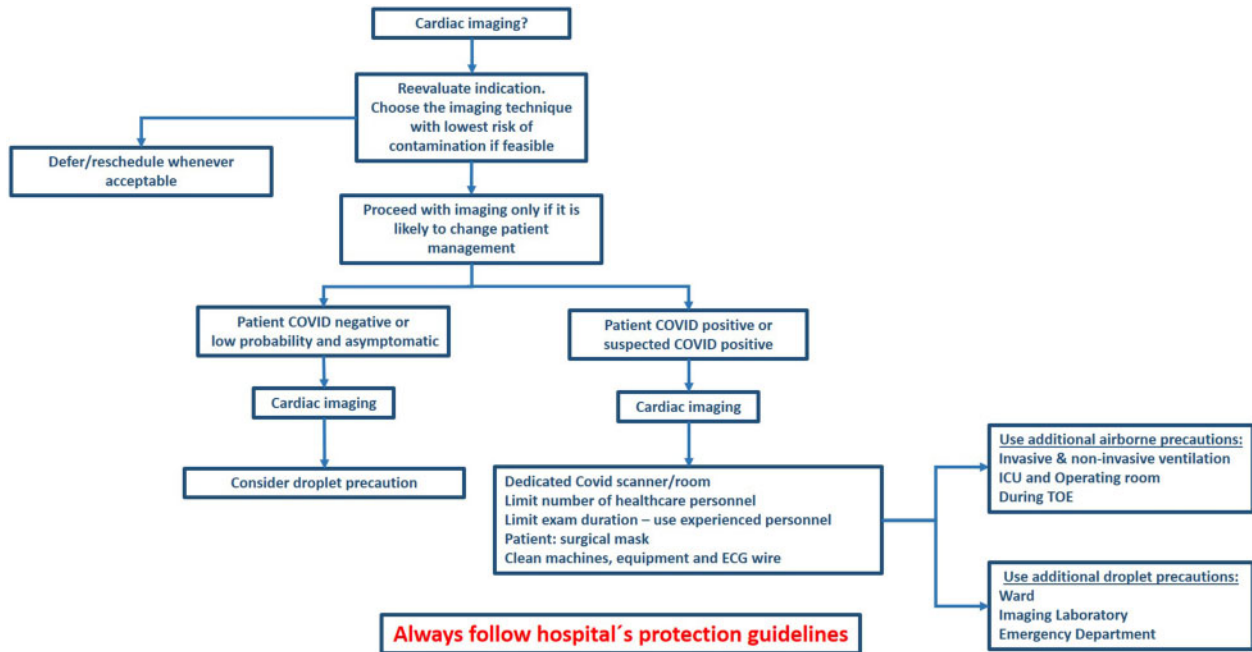 Cardiac imaging?
Reevaluate indication.
Choose the imaging technique
with lowest risk of
contamination if feasible
Defer/reschedule whenever
acceptable
Proceed with imaging only if it is
likely to change patient
management
Patient COVID negative or
low probability and asymptomatic
Patient COVID positive or
suspected COVID positive
Cardiac imaging
Cardiac imaging
Consider droplet precaution
Dedicated Covid scanner/room
Limit number of healthcare personnel
Limit exam duration – use experienced personnel
Patient: surgical mask
Clean machines, equipment and ECG wire
Use additional airborne precautions:
Invasive & non-invasive ventilation
ICU and Operating room
During TOE
Use additional droplet precautions:
Ward
Imaging Laboratory
Emergency Department
Always follow hospital´s protection guidelines